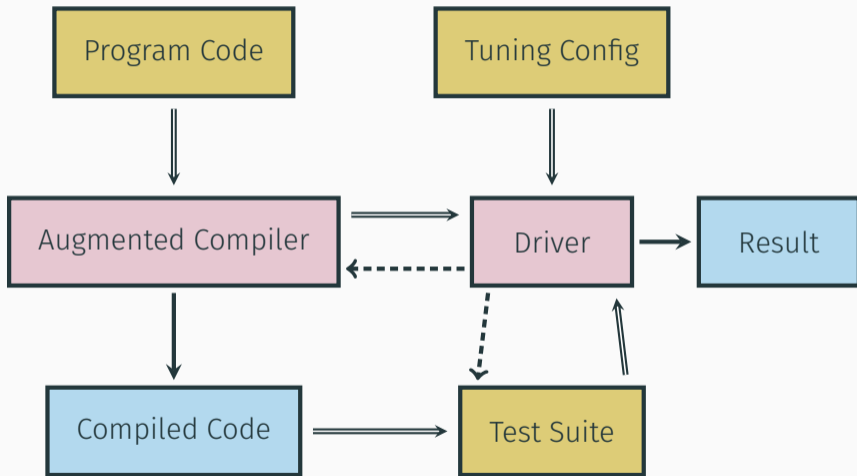 Program Code
Tuning Config
Augmented Compiler
Driver
Result
Compiled Code
Test Suite